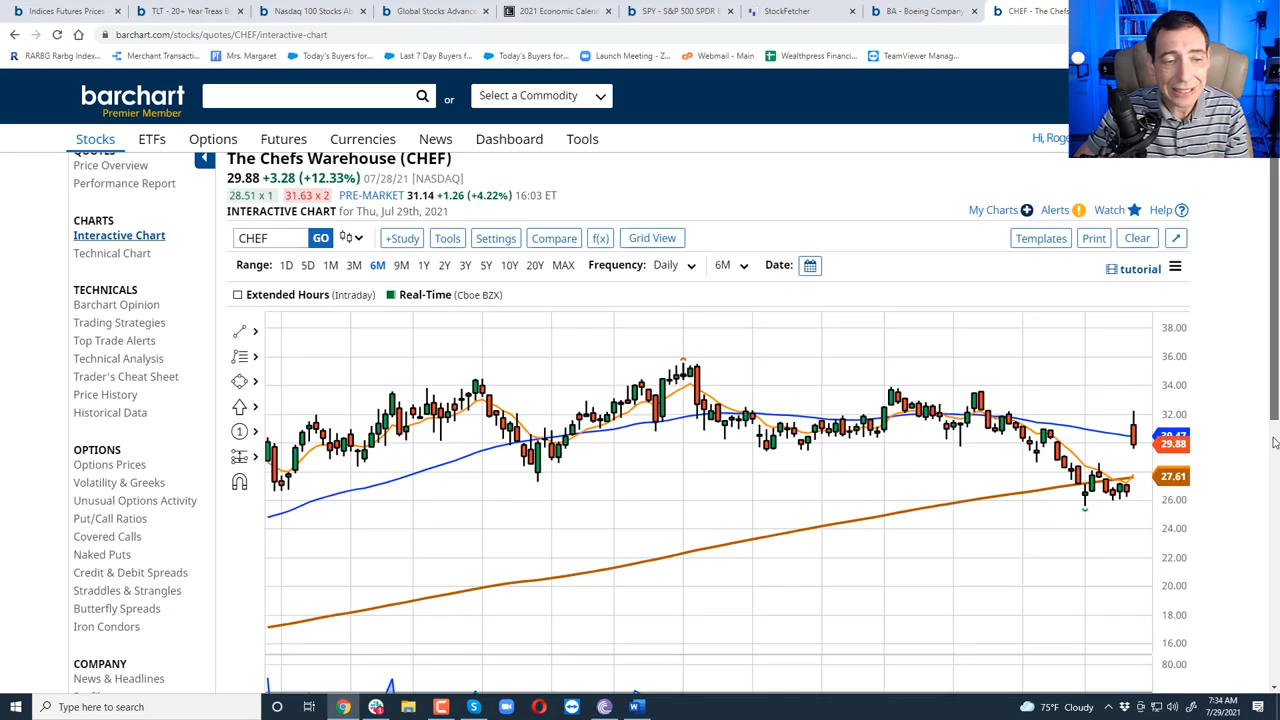 Indices Futures Prices
TLT - 20+ Year Treas B
Nasdaq 100 Stocks Ab
Global Stocks Advance
2021 Economic Calen
SPY - S&P 500 SPDR E
StockFetcher
BA - Boeing Company
CHEF - The Chefs
barchart.com/stocks/quotes/CHEF/interactive-chart
RARBG Rarbg Index...
Merchant Transacti...
Mrs. Margaret
Today's Buyers for...
Last 7 Day Buyers f...
Today's Buyers for...
Launch Meeting - Z...
Webmail - Main
Wealthpress Financi...
TeamViewer Manag...
barchart
Premier Member
or
Select a Commodity
Stocks
ETFs
Options
Futures
Currencies
News
Dashboard
Tools
Hi, Roge
Price Overview
Performance Report
CHARTS
Interactive Chart
Technical Chart
TECHNICALS
Barchart Opinion
Trading Strategies
Top Trade Alerts
Technical Analysis
Trader's Cheat Sheet
Price History
Historical Data
OPTIONS
Options Prices
Volatility & Greeks
Unusual Options Activity
Put/Call Ratios
Covered Calls
Naked Puts
Credit & Debit Spreads
Straddles & Strangles
Butterfly Spreads
Iron Condors
COMPANY
News & Headlines
The Chefs Warehouse (CHEF)
29.88 +3.28 (+12.33%) 07/28/21 [NASDAQ]
28.51 x 1 31.63 x 2 PRE-MARKET 31.14 +1.26 (+4.22%) 16:03 ET
INTERACTIVE CHART for Thu, Jul 29th, 2021
My Charts
Alerts
Watch
Help
CHEF
GO
+Study
Tools
Settings
Compare
f(x)
Grid View
Templates
Print
Clear
Range: 1D 5D 1M 3M 6M 9M 1Y 2Y 3Y 5Y 10Y 20Y MAX Frequency: Daily 6M Date:
tutorial
Extended Hours (Intraday) Real-Time (Cboe BZX)
38.00
36.00
34.00
32.00
30.47
29.88
27.61
26.00
24.00
22.00
20.00
18.00
16.00
80.00
Type here to search
75°F Cloudy
7:34 AM
7/29/2021